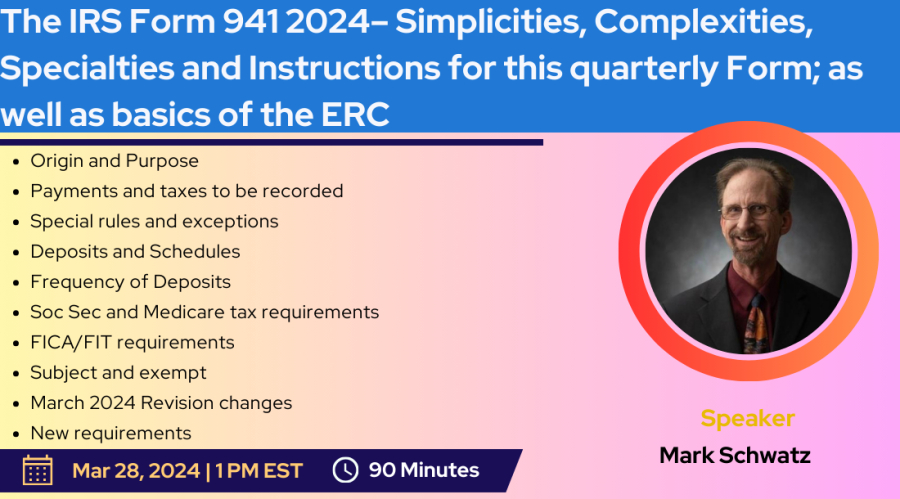 The IRS Form 941 2024– Simplicities, Complexities,
Specialties and Instructions for this quarterly Form; as
well as basics of the ERC
• Origin and Purpose
• Payments and taxes to be recorded
• Special rules and exceptions
• Deposits and Schedules
• Frequency of Deposits
• Soc Sec and Medicare tax requirements
• FICA/FIT requirements
• Subject and exempt
• March 2024 Revision changes
• New requirements
Mar 28, 2024 | 1 PM EST
90 Minutes
Speaker
Mark Schwatz